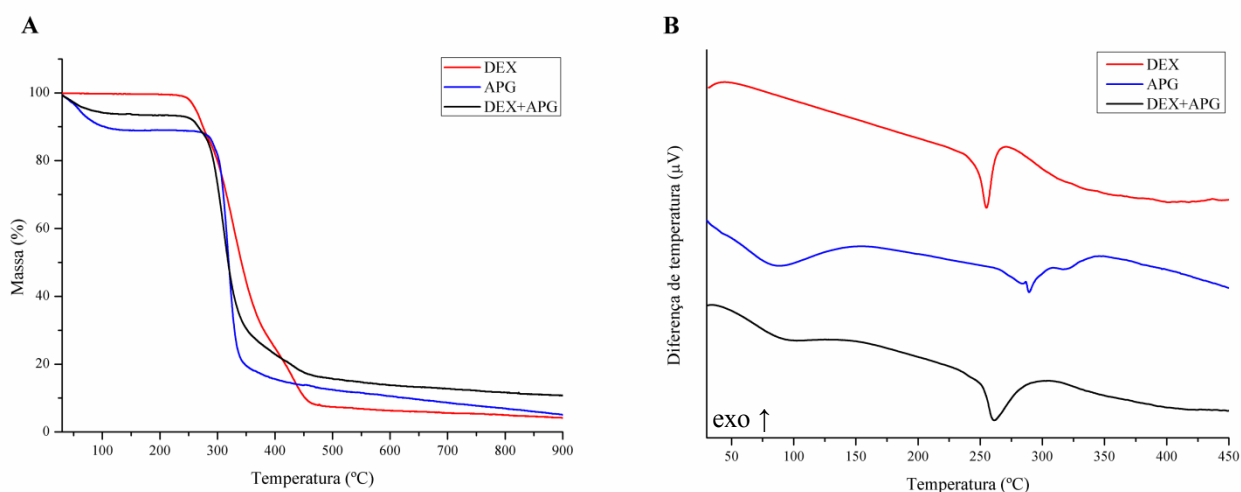 A
DEX
APG
DEX+APG
Massa (%)
100
80
60
40
20
0
100
200
300
400
500
600
700
800
900
Temperatura (ºC)
B
DEX
APG
DEX+APG
Diferença de temperatura (µV)
exo ↑
50
100
150
200
250
300
350
400
450
Temperatura (ºC)